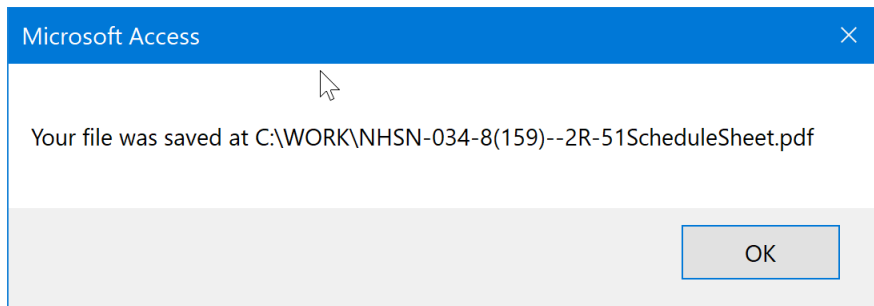 Microsoft Access
Your file was saved at C:\WORK\NHSN-034-8(159)--2R-51ScheduleSheet.pdf
OK